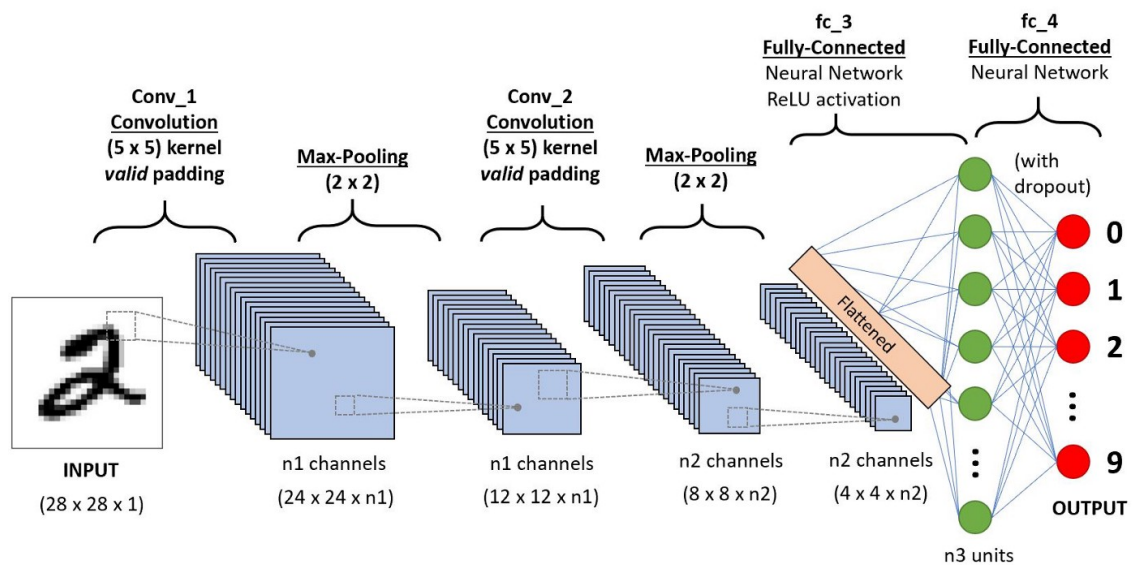 fc_3
Fully-Connected
Neural Network
ReLU activation
fc_4
Fully-Connected
Neural Network
Conv_1
Convolution
(5 x 5) kernel
valid padding
Max-Pooling
(2 x 2)
Conv_2
Convolution
(5 x 5) kernel
valid padding
Max-Pooling
(2 x 2)
(with
dropout)
Flattened
0
1
2
9
INPUT
(28 x 28 x 1)
n1 channels
(24 x 24 x n1)
n1 channels
(12 x 12 x n1)
n2 channels
(8 x 8 x n2)
n2 channels
(4 x 4 x n2)
n3 units
OUTPUT
2